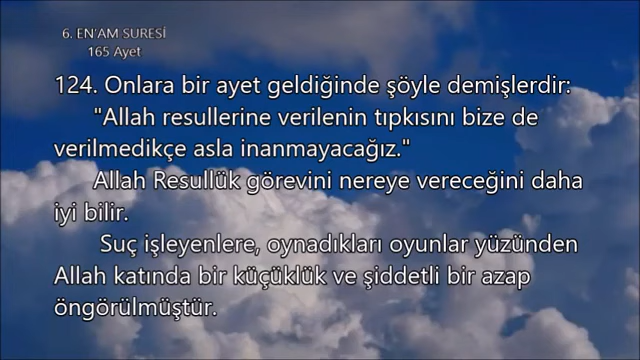 6. EN'AM SURESİ
165 Ayet
124. Onlara bir ayet geldiğinde şöyle demişlerdir:
"Allah resullerine verilenin tıpkısını bize de
verilmedikçe asla inanmayacağız."
Allah Resullük görevini nereye vereceğini daha
iyi bilir.
Suç işleyenlere, oynadıkları oyunlar yüzünden
Allah katında bir küçüklük ve şiddetli bir azap
öngörülmüştür.